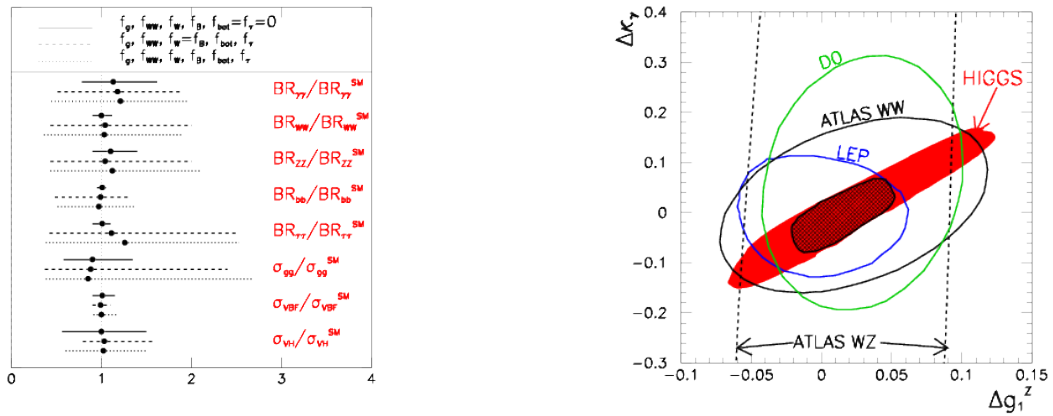 f_g, f_WW, f_W, f_B, f_bot=f_τ=0
f_g, f_WW, f_W=f_B, f_bot, f_τ
f_g, f_WW, f_W, f_B, f_bot, f_τ
BR_γγ/BR_γγ^SM
BR_WW/BR_WW^SM
BR_ZZ/BR_ZZ^SM
BR_bb/BR_bb^SM
BR_ττ/BR_ττ^SM
σ_gg/σ_gg^SM
σ_VBF/σ_VBF^SM
σ_VH/σ_VH^SM
0 1 2 3 4
Δκ_γ
0.4
0.3
0.2
0.1
0
-0.1
-0.2
-0.3
D0
HIGGS
ATLAS WW
LEP
ATLAS WZ
-0.1 -0.05 0 0.05 0.1 0.15
Δg_1^Z